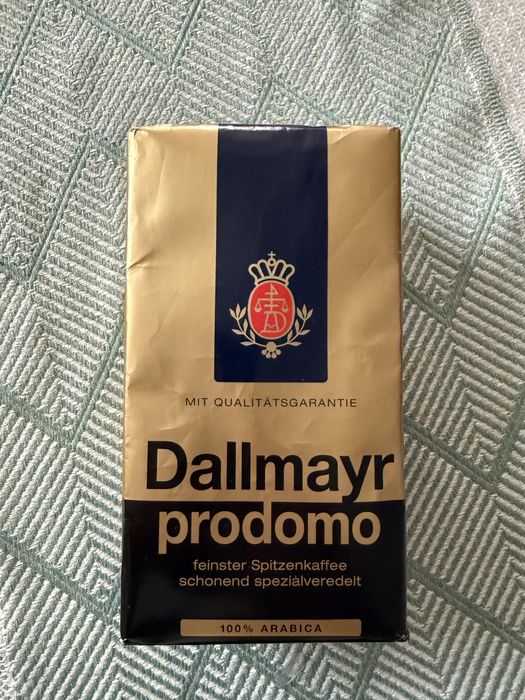 MIT QUALITÄTSGARANTIE
Dallmayr
prodomo
feinster Spitzenkaffee
schonend spezialveredelt
100% ARABICA